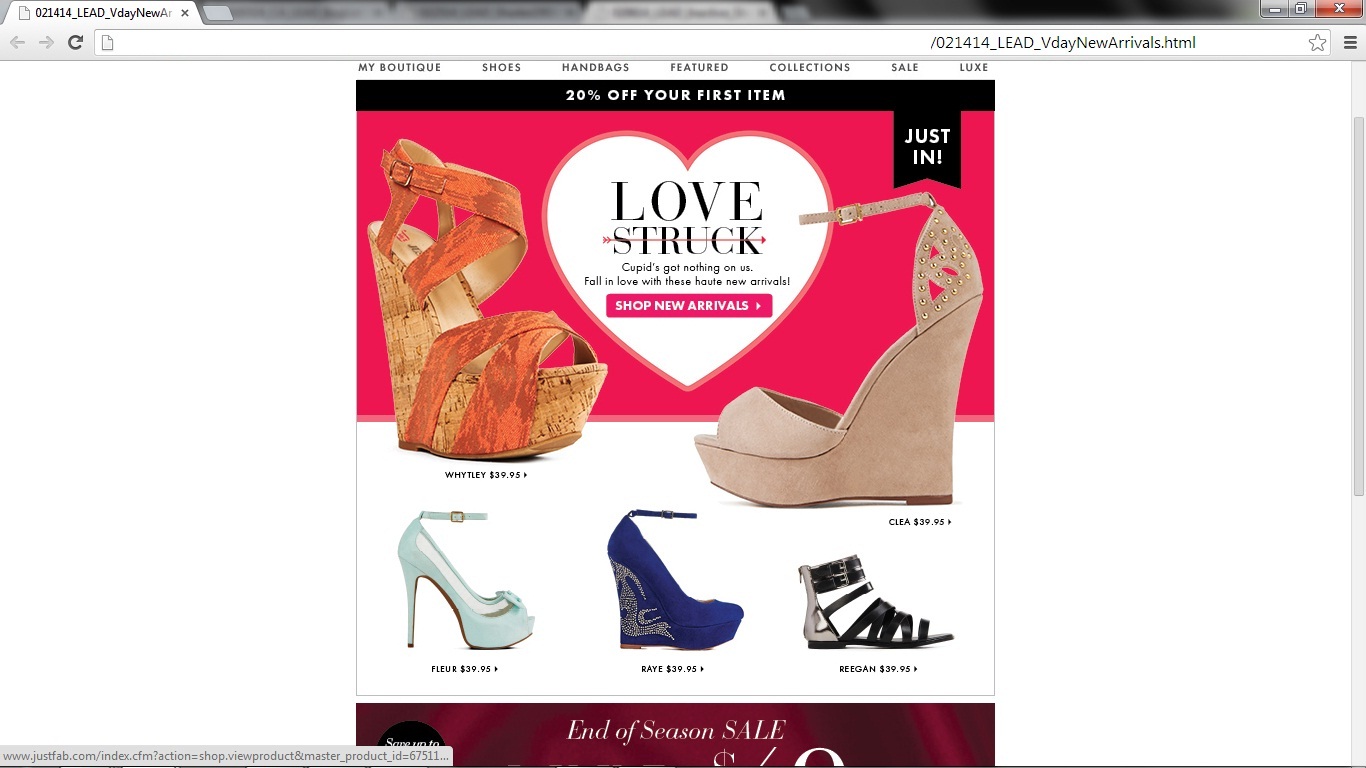 021414_LEAD_VdayNewAr
/021414_LEAD_VdayNewArrivals.html
MY BOUTIQUE SHOES HANDBAGS FEATURED COLLECTIONS SALE LUXE
20% OFF YOUR FIRST ITEM
JUST
IN!
LOVE
STRUCK
Cupid's got nothing on us.
Fall in love with these haute new arrivals!
SHOP NEW ARRIVALS
WHYTLEY $39.95
CLEA $39.95
FLEUR $39.95 RAYE $39.95 REEGAN $39.95
End of Season SALE
Save up to
www.justfab.com/index.cfm?action=shop.viewproduct&master_product_id=67511...